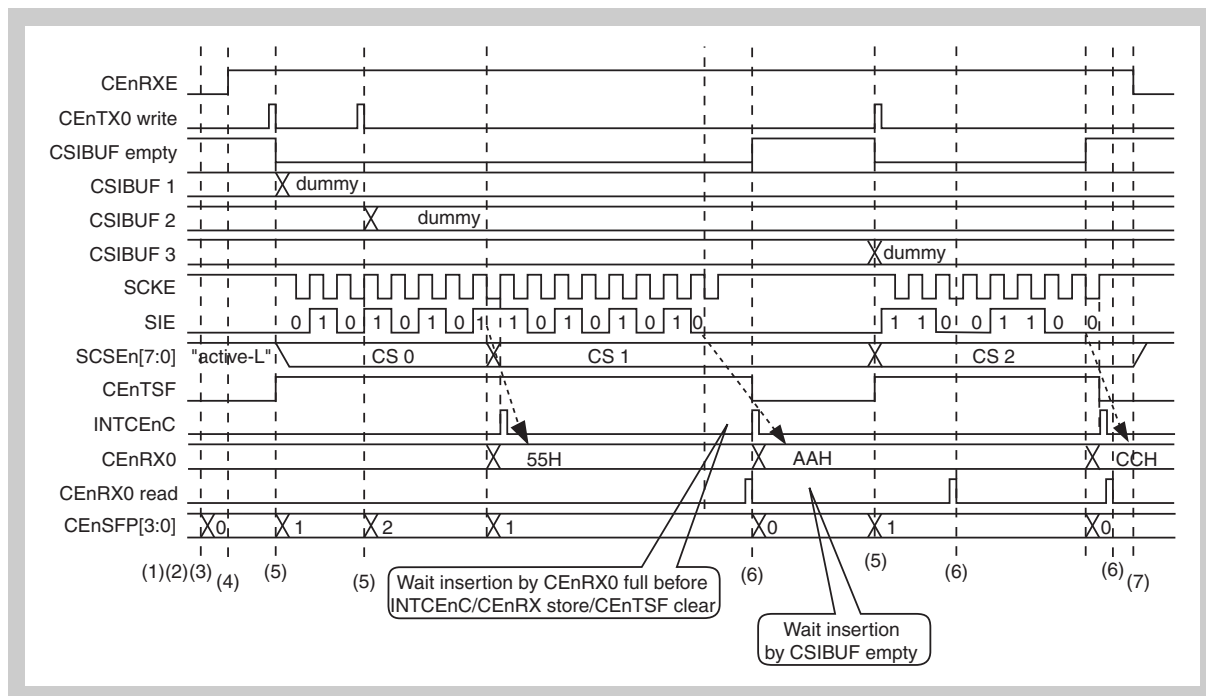 CEnRXE
CEnTX0 write
CSIBUF empty
CSIBUF 1 dummy
CSIBUF 2 dummy
CSIBUF 3 dummy
SCKE
SIE 0 1 0 1 0 1 0 1 1 0 1 0 1 0 1 0 1 1 0 0 1 1 0 0
SCSEn[7:0] "active-L" CS 0 CS 1 CS 2
CEnTSF
INTCEnC
CEnRX0 55H AAH CCH
CEnRX0 read
CEnSFP[3:0] 0 1 2 1 0 1 0
(1)(2)(3) (4) (5) (5) (6) (5) (6) (6) (7)
Wait insertion by CEnRX0 full before
INTCEnC/CEnRX store/CEnTSF clear
Wait insertion
by CSIBUF empty